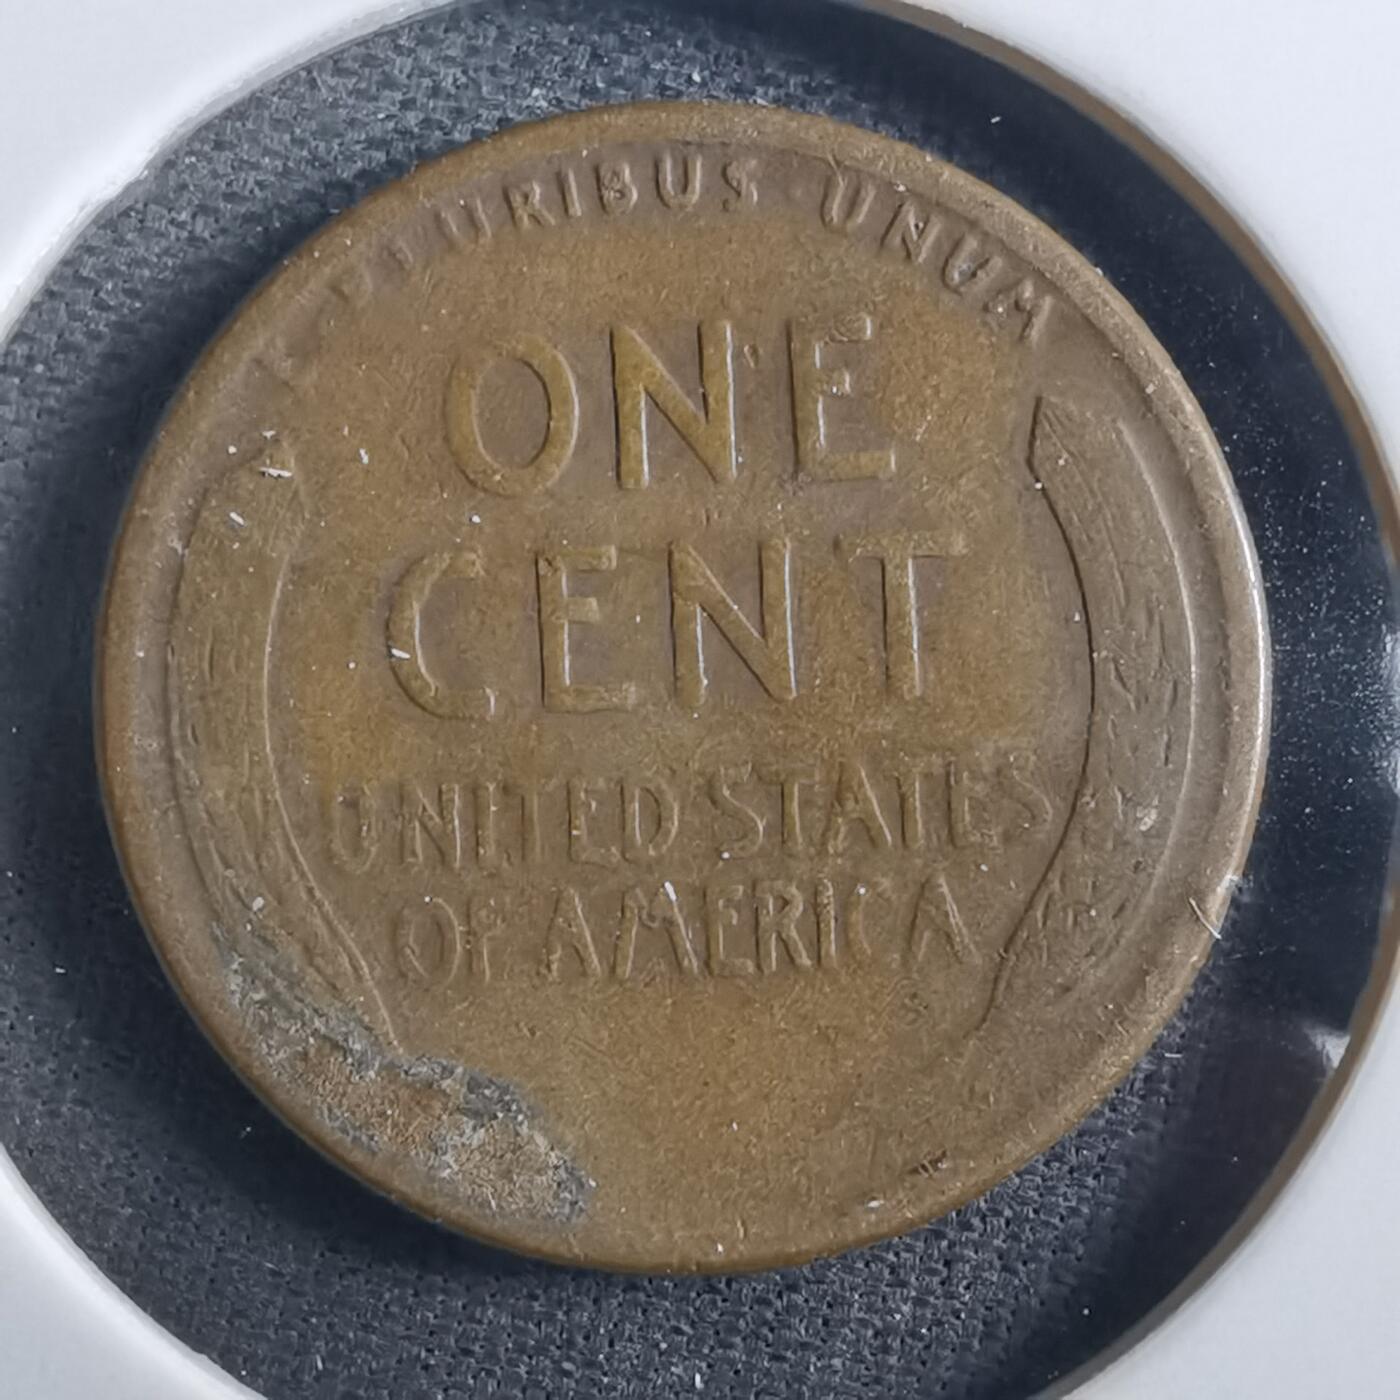 PLURIBUS UNUM
ONE
CENT
UNITED STATES
OF AMERICA